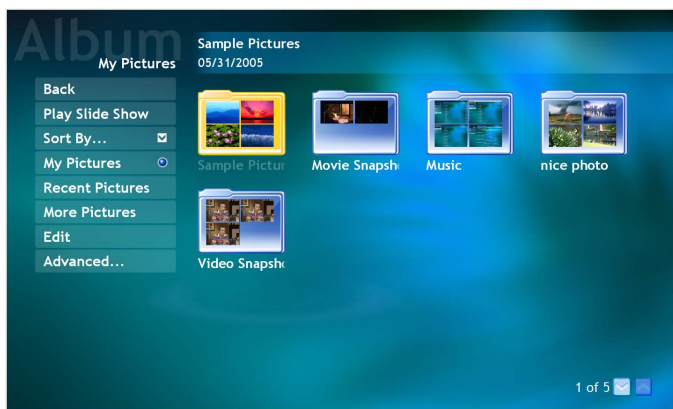 Album
My Pictures
Sample Pictures
05/31/2005
Back
Play Slide Show
Sort By...
My Pictures
Recent Pictures
More Pictures
Edit
Advanced...
Sample Pictur
Movie Snapsh
Music
nice photo
Video Snapsh
1 of 5